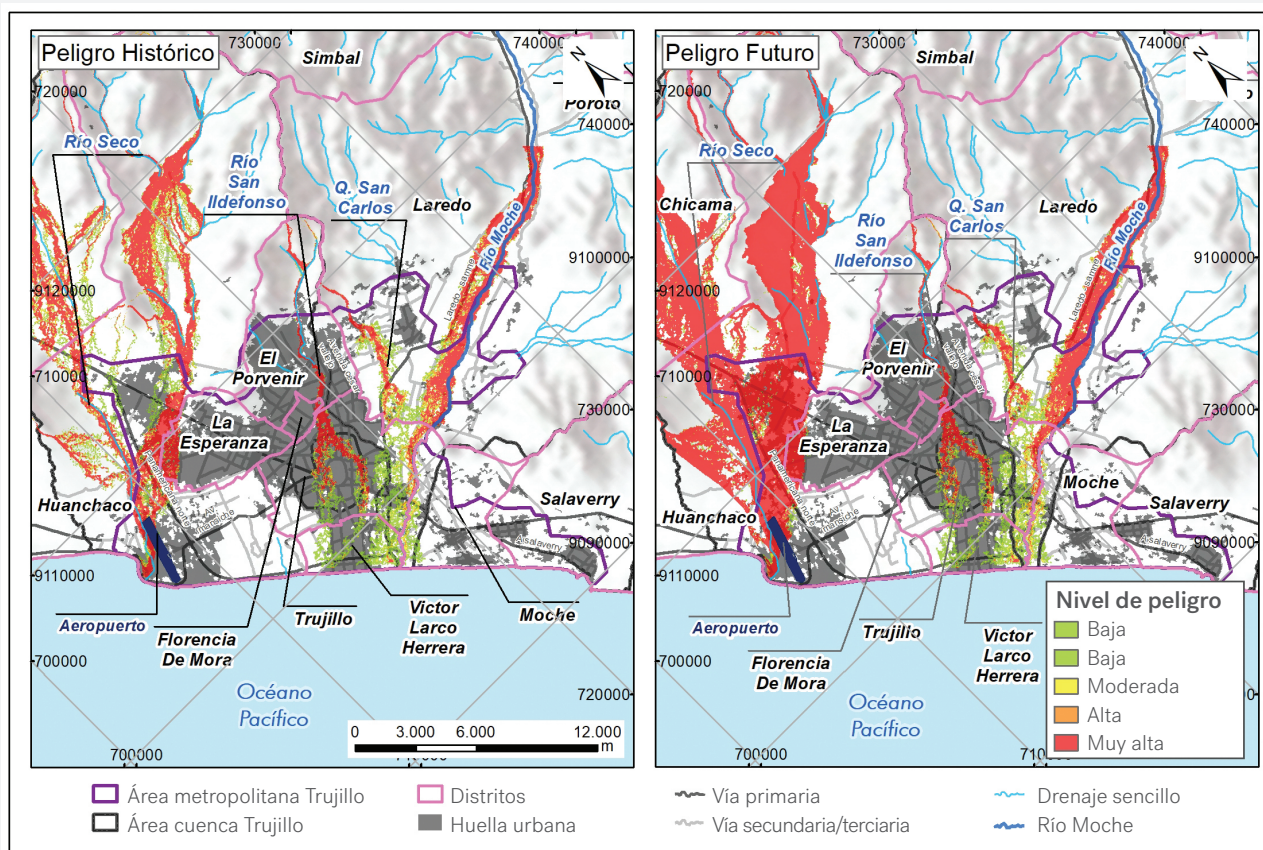 Peligro Histórico
730000
Simbal
740000
N
720000
Poroto
740000
Río Seco
Río
San
Ildefonso
Q. San
Carlos
Laredo
Río Moche
9100000
9120000
El
Porvenir
710000
730000
La
Esperanza
Huanchaco
Salaverry
9090000
9110000
Aeropuerto
Florencia
De Mora
Trujillo
Victor
Larco
Herrera
Moche
700000
Océano
Pacífico
720000
0 3.000 6.000 12.000
m
700000
Peligro Futuro
730000
Simbal
740000
N
720000
740000
Río Seco
Chicama
Río
San
Ildefonso
Q. San
Carlos
Laredo
Río Moche
9100000
9120000
El
Porvenir
710000
730000
La
Esperanza
Moche
Huanchaco
Salaverry
9090000
9110000
Aeropuerto
Florencia
De Mora
Trujillo
Victor
Larco
Herrera
700000
Océano
Pacífico
700000
Nivel de peligro
Baja
Baja
Moderada
Alta
Muy alta
Área metropolitana Trujillo
Distritos
Vía primaria
Drenaje sencillo
Área cuenca Trujillo
Huella urbana
Vía secundaria/terciaria
Río Moche